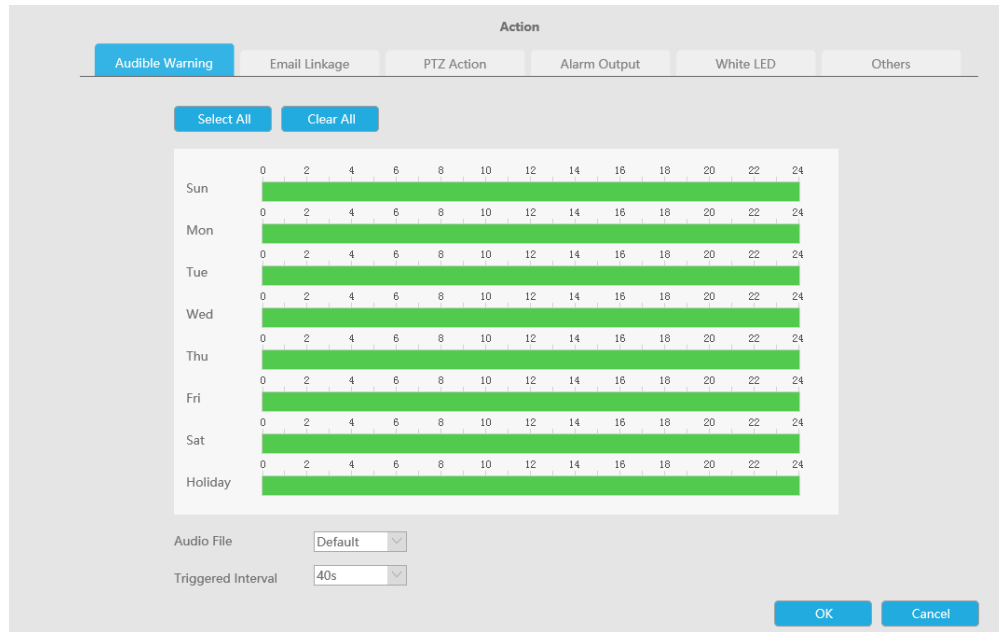 Action
Audible Warning Email Linkage PTZ Action Alarm Output White LED Others
Select All Clear All
0 2 4 6 8 10 12 14 16 18 20 22 24
Sun
0 2 4 6 8 10 12 14 16 18 20 22 24
Mon
0 2 4 6 8 10 12 14 16 18 20 22 24
Tue
0 2 4 6 8 10 12 14 16 18 20 22 24
Wed
0 2 4 6 8 10 12 14 16 18 20 22 24
Thu
0 2 4 6 8 10 12 14 16 18 20 22 24
Fri
0 2 4 6 8 10 12 14 16 18 20 22 24
Sat
0 2 4 6 8 10 12 14 16 18 20 22 24
Holiday
Audio File Default
Triggered Interval 40s
OK Cancel